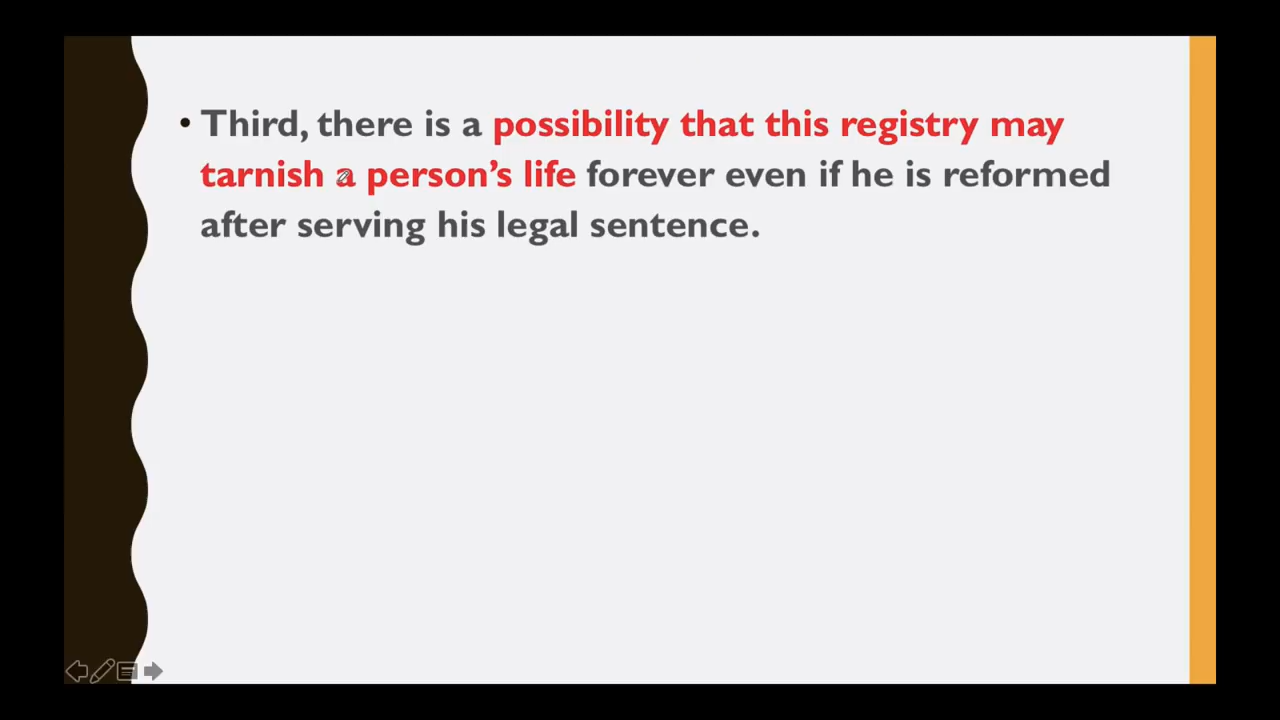 • Third, there is a possibility that this registry may
tarnish a person’s life forever even if he is reformed
after serving his legal sentence.